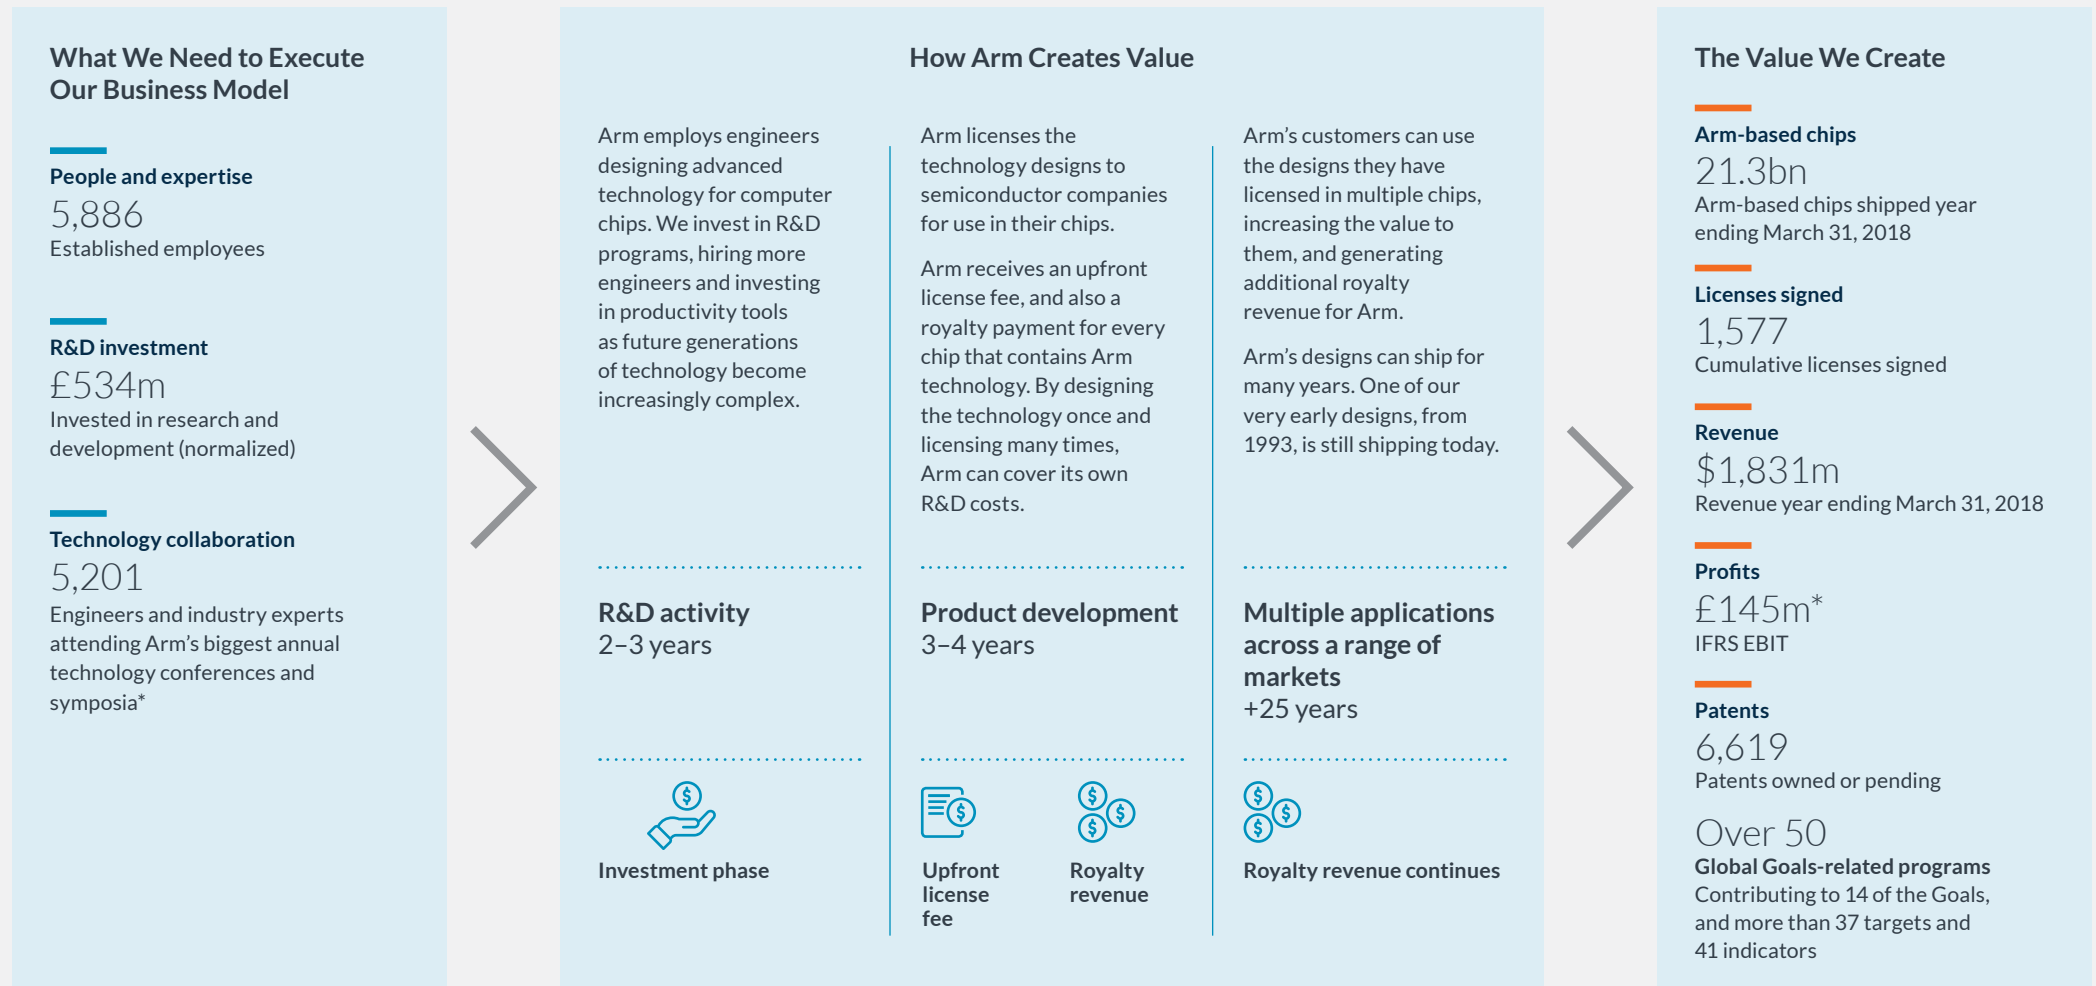 What We Need to Execute
Our Business Model
People and expertise
5,886
Established employees
R&D investment
£534m
Invested in research and
development (normalized)
Technology collaboration
5,201
Engineers and industry experts
attending Arm’s biggest annual
technology conferences and
symposia*
How Arm Creates Value
Arm employs engineers
designing advanced
technology for computer
chips. We invest in R&D
programs, hiring more
engineers and investing
in productivity tools
as future generations
of technology become
increasingly complex.
R&D activity
2–3 years
$
Investment phase
Arm licenses the
technology designs to
semiconductor companies
for use in their chips.
Arm receives an upfront
license fee, and also a
royalty payment for every
chip that contains Arm
technology. By designing
the technology once and
licensing many times,
Arm can cover its own
R&D costs.
Product development
3–4 years
$
Upfront
license
fee
$
$
$
Royalty
revenue
Arm’s customers can use
the designs they have
licensed in multiple chips,
increasing the value to
them, and generating
additional royalty
revenue for Arm.
Arm’s designs can ship for
many years. One of our
very early designs, from
1993, is still shipping today.
Multiple applications
across a range of
markets
+25 years
$
$
$
Royalty revenue continues
The Value We Create
Arm-based chips
21.3bn
Arm-based chips shipped year
ending March 31, 2018
Licenses signed
1,577
Cumulative licenses signed
Revenue
$1,831m
Revenue year ending March 31, 2018
Profits
£145m*
IFRS EBIT
Patents
6,619
Patents owned or pending
Over 50
Global Goals-related programs
Contributing to 14 of the Goals,
and more than 37 targets and
41 indicators